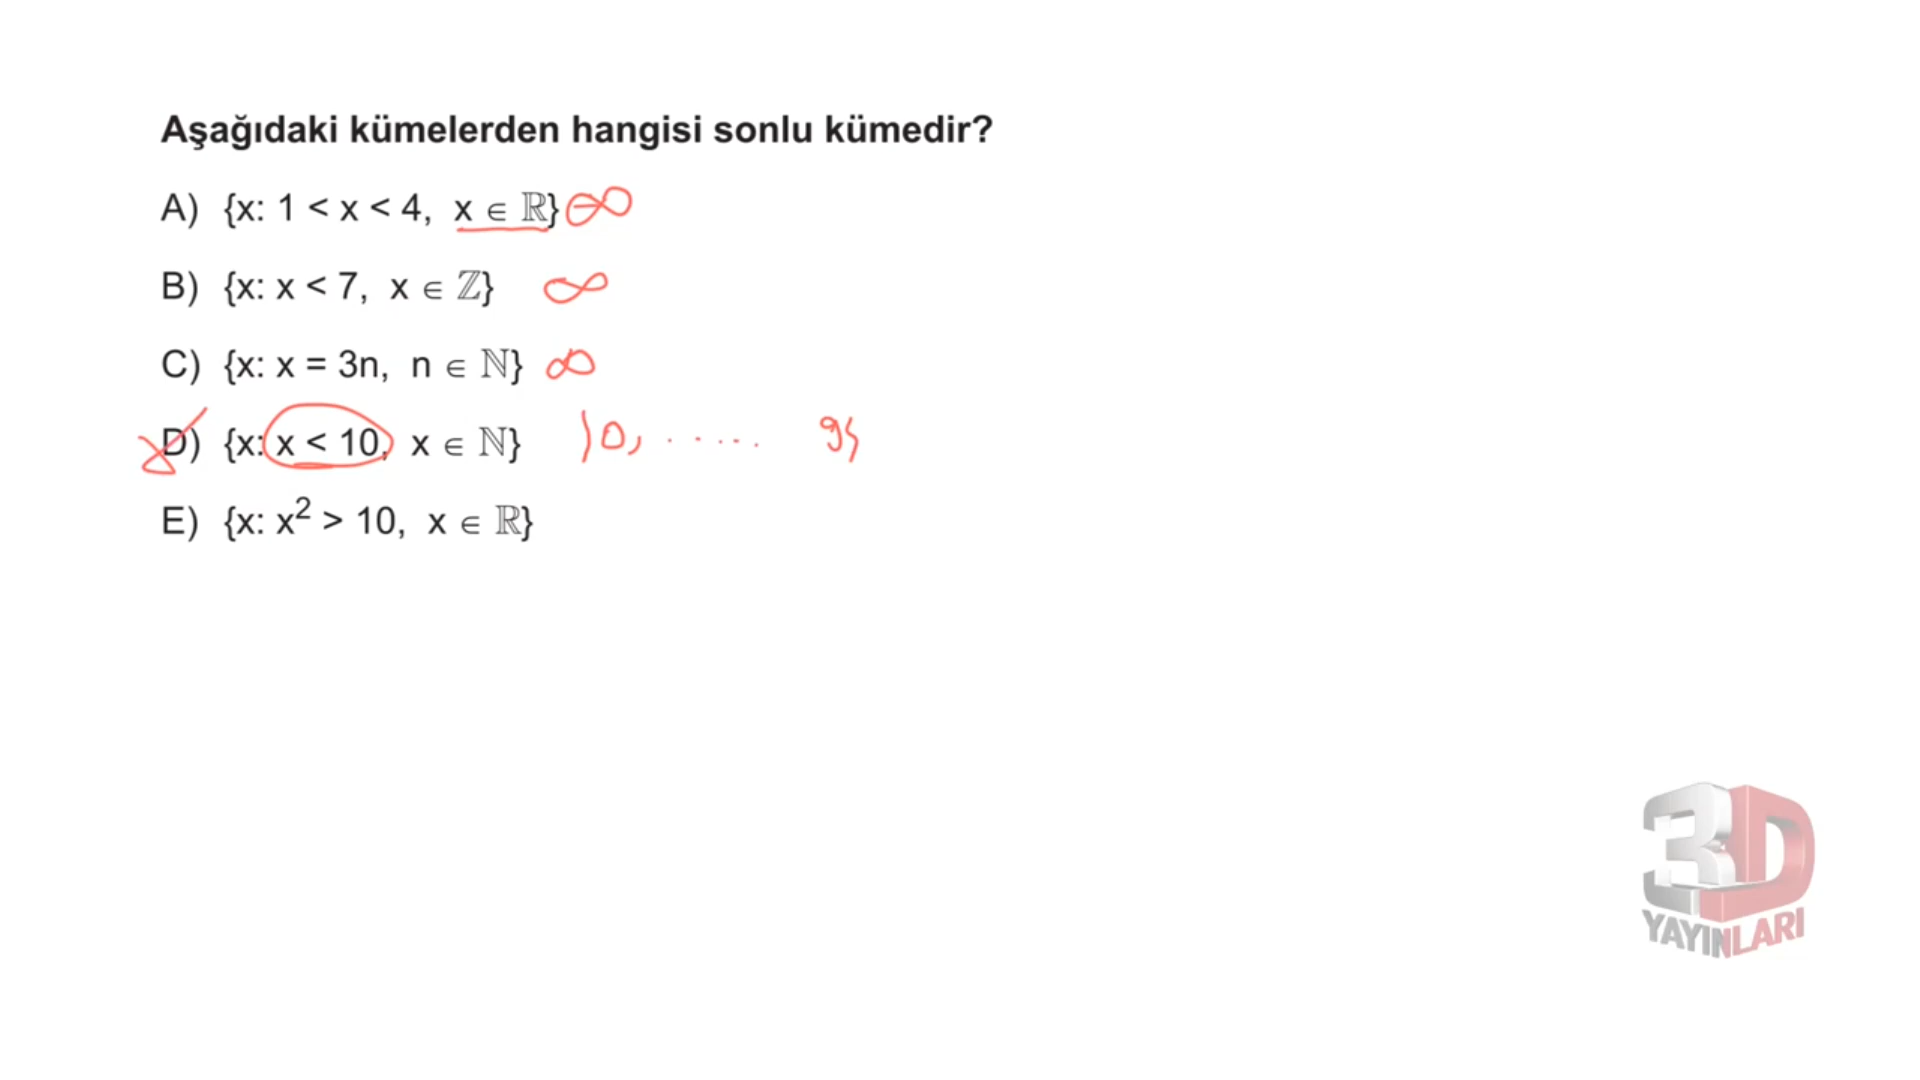 Aşağıdaki kümelerden hangisi sonlu kümedir?
A) {x: 1 < x < 4, x ∈ ℝ} ∞
B) {x: x < 7, x ∈ ℤ} ∞
C) {x: x = 3n, n ∈ ℕ} ∞
D) {x: x < 10, x ∈ ℕ} {0, ...... 9}
E) {x: x² > 10, x ∈ ℝ}
3D
YAYINLARI